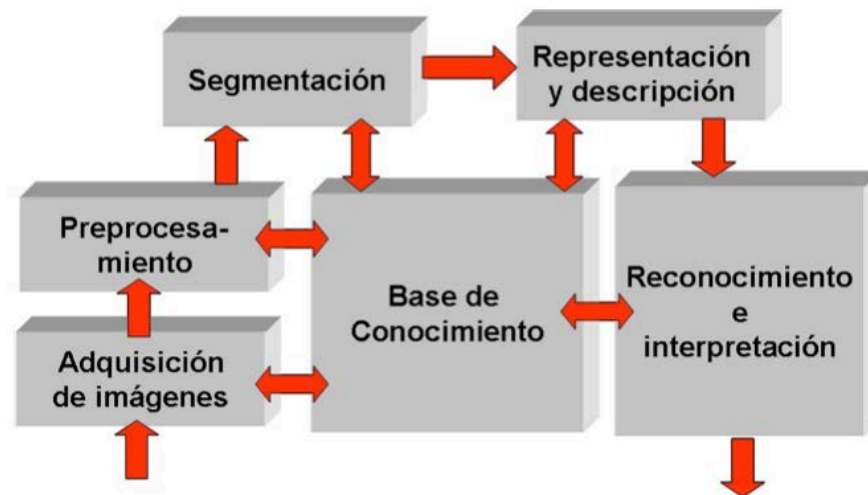 Segmentación
Representación
y descripción
Preprocesa-
miento
Base de
Conocimiento
Reconocimiento
e
interpretación
Adquisición
de imágenes